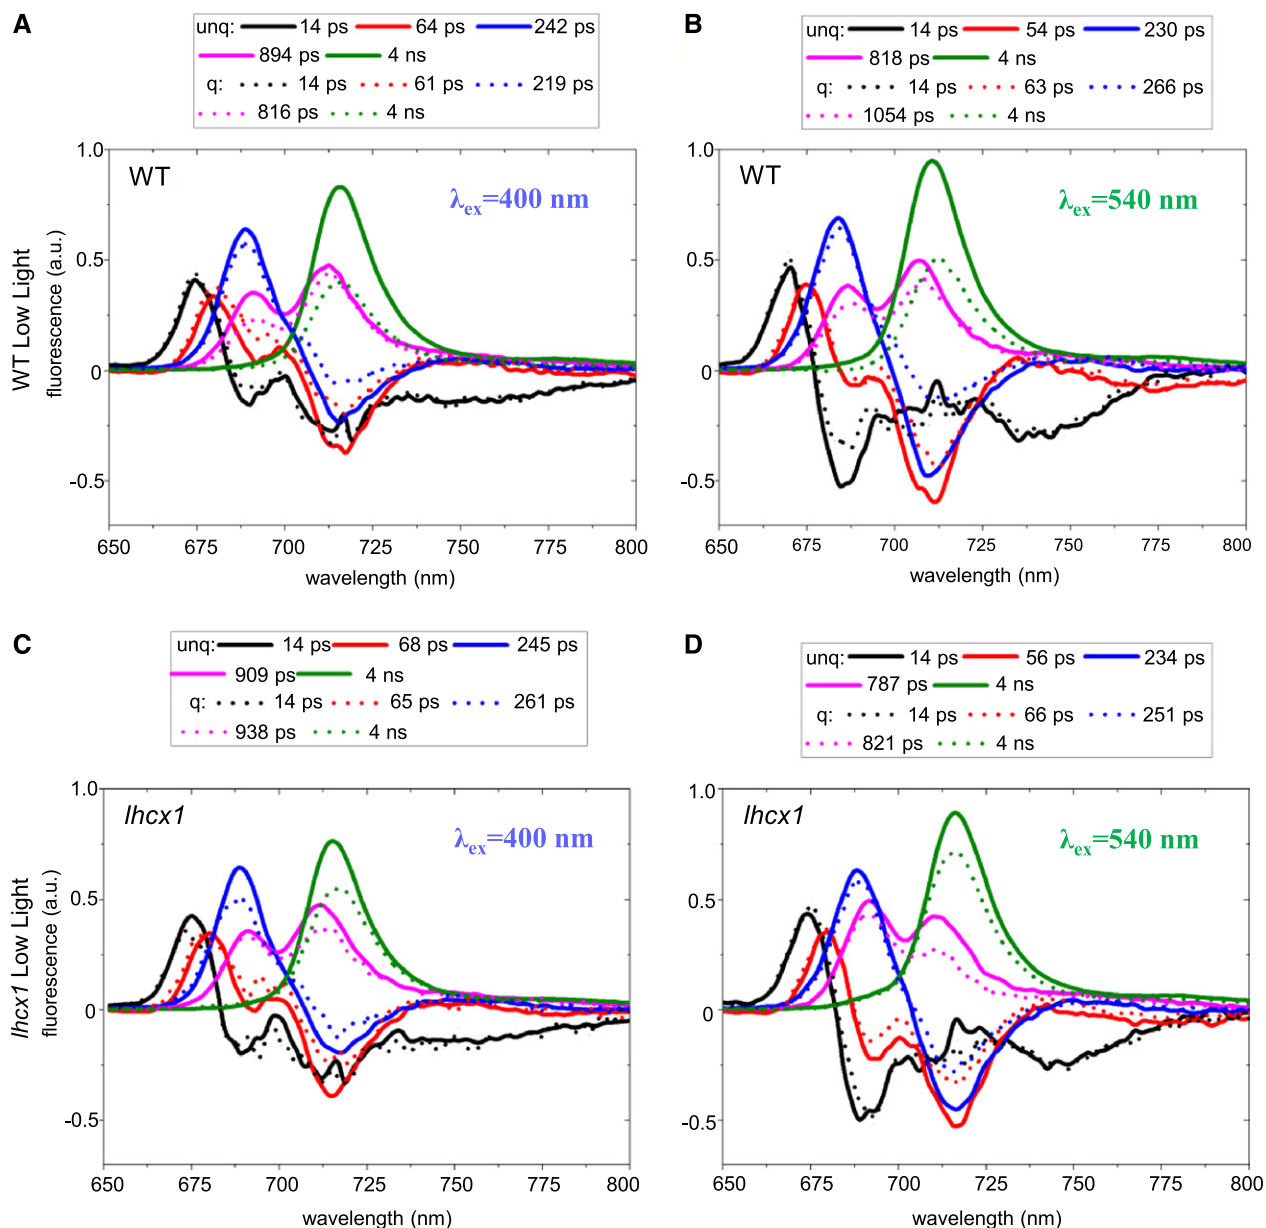 A
unq: 14 ps 64 ps 242 ps
894 ps 4 ns
q: 14 ps 61 ps 219 ps
816 ps 4 ns
WT
λex=400 nm
WT Low Light
fluorescence (a.u.)
1.0
0.5
0
-0.5
650 675 700 725 750 775 800
wavelength (nm)
B
unq: 14 ps 54 ps 230 ps
818 ps 4 ns
q: 14 ps 63 ps 266 ps
1054 ps 4 ns
WT
λex=540 nm
1.0
0.5
0
-0.5
650 675 700 725 750 775 800
wavelength (nm)
C
unq: 14 ps 68 ps 245 ps
909 ps 4 ns
q: 14 ps 65 ps 261 ps
938 ps 4 ns
lhcx1
λex=400 nm
lhcx1 Low Light
fluorescence (a.u.)
1.0
0.5
0
-0.5
650 675 700 725 750 775 800
wavelength (nm)
D
unq: 14 ps 56 ps 234 ps
787 ps 4 ns
q: 14 ps 66 ps 251 ps
821 ps 4 ns
lhcx1
λex=540 nm
1.0
0.5
0
-0.5
650 675 700 725 750 775 800
wavelength (nm)